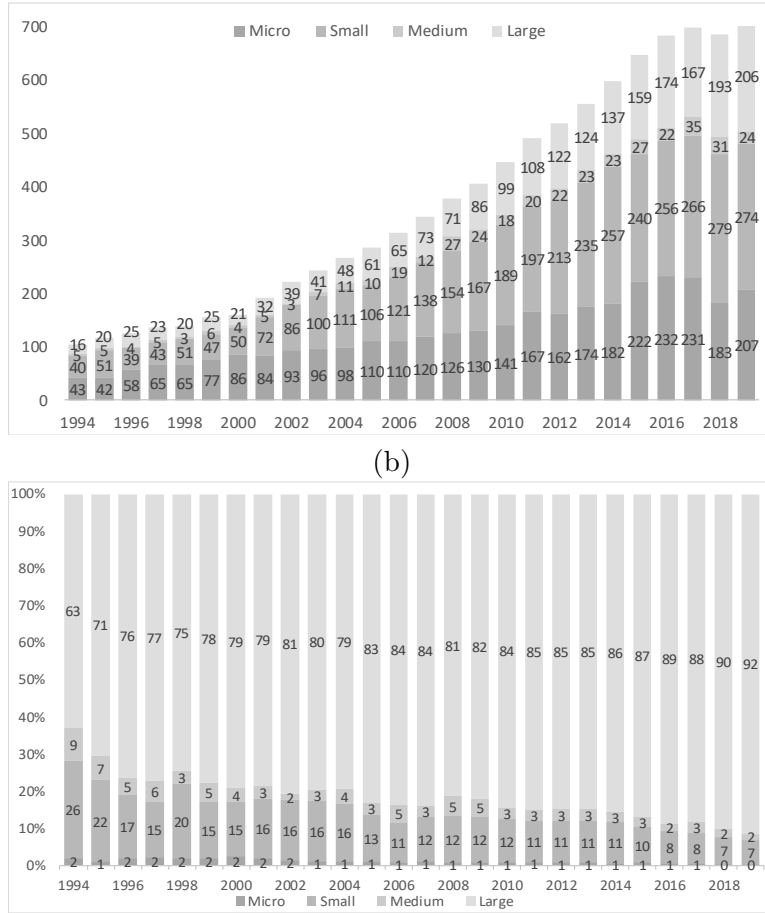 Micro Small Medium Large
700
600
500
400
300
200
100
0
16 20 25 23 20 25 21 32 39 41 48 61 65 73 71 86 99 108 122 124 137 159 174 167 193 206
5 5 4 5 3 6 4 5 3 7 11 10 19 12 27 24 18 20 22 23 23 27 22 35 31 24
40 51 39 43 51 47 50 72 86 100 111 106 121 138 154 167 189 197 213 235 257 240 256 266 279 274
43 42 58 65 65 77 86 84 93 96 98 110 110 120 126 130 141 167 162 174 182 222 232 231 183 207
1994 1996 1998 2000 2002 2004 2006 2008 2010 2012 2014 2016 2018
(b)
100%
90%
80%
70%
60%
50%
40%
30%
20%
10%
0%
63 71 76 77 75 78 79 79 81 80 79 83 84 84 81 82 84 85 85 85 86 87 89 88 90 92
9 7 5 6 3 5 4 3 2 3 4 3 5 3 5 5 3 3 3 3 3 3 2 3 2 2
26 22 17 15 20 15 15 16 16 16 16 13 11 12 12 12 12 11 11 11 11 10 8 8 7 7
2 1 2 2 2 2 2 2 2 1 1 1 1 1 1 1 1 1 1 1 1 1 1 1 0 0
1994 1996 1998 2000 2002 2004 2006 2008 2010 2012 2014 2016 2018
Micro Small Medium Large